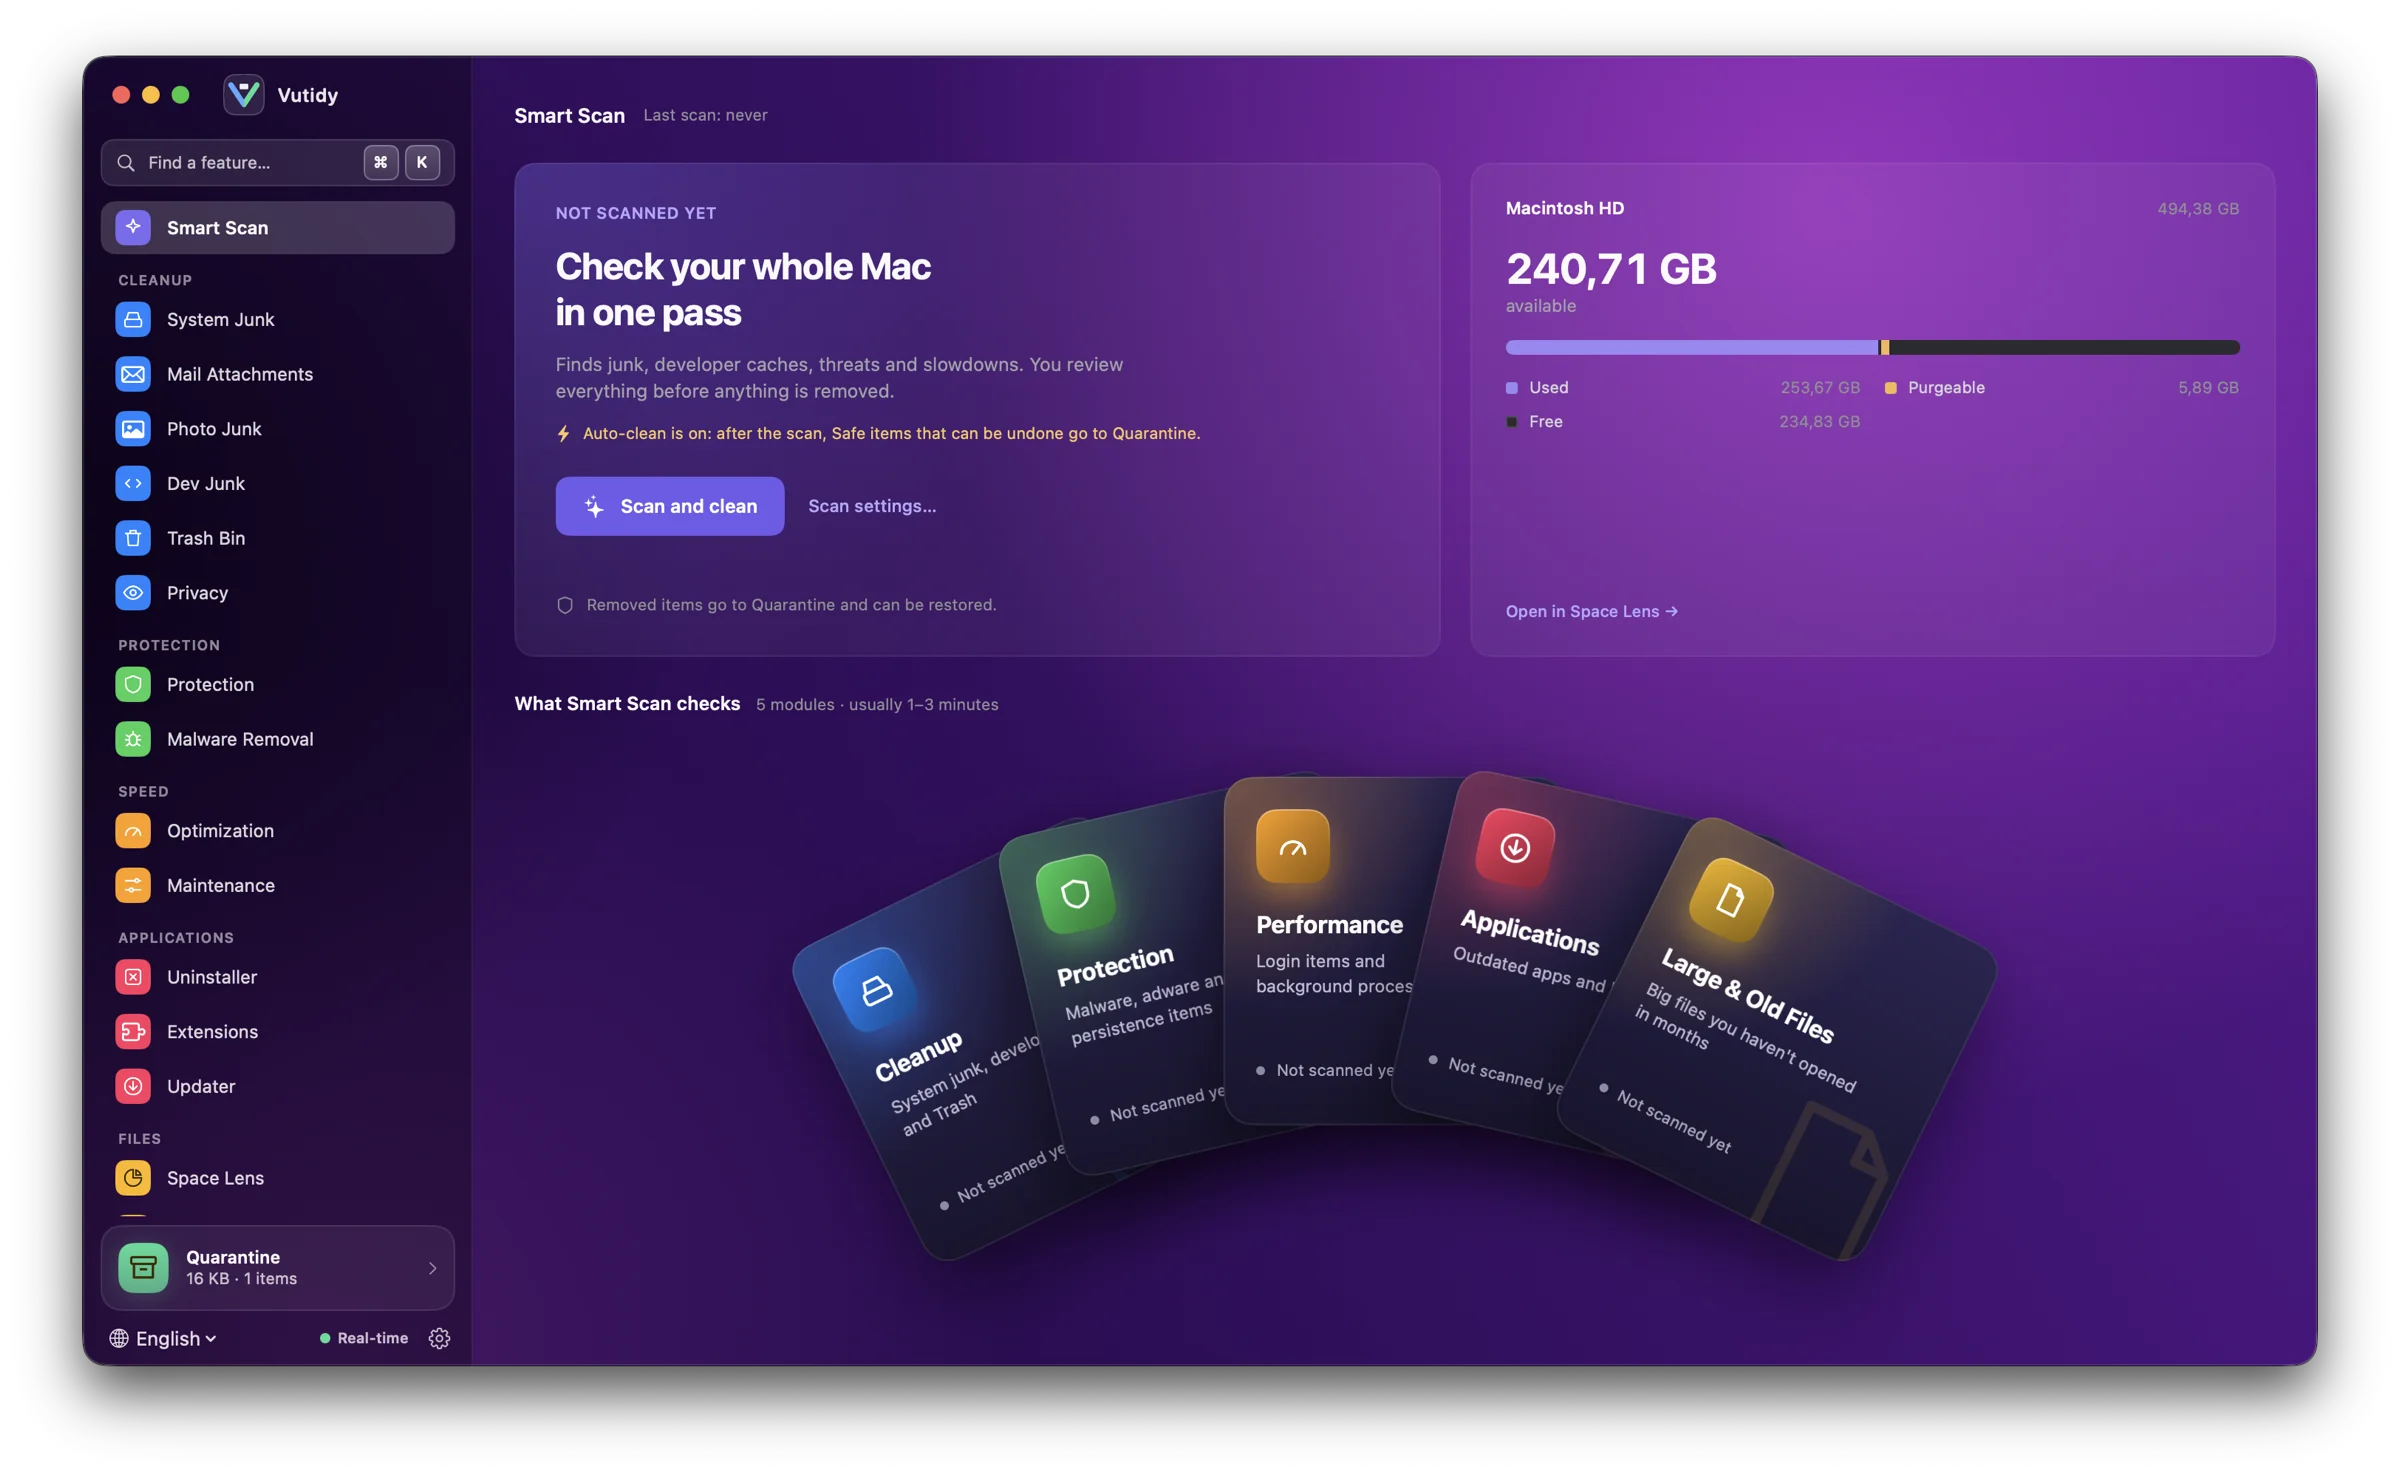 Vutidy
Find a feature...
⌘ K
Smart Scan
CLEANUP
System Junk
Mail Attachments
Photo Junk
Dev Junk
Trash Bin
Privacy
PROTECTION
Protection
Malware Removal
SPEED
Optimization
Maintenance
APPLICATIONS
Uninstaller
Extensions
Updater
FILES
Space Lens
Quarantine
16 KB · 1 items
English
Real-time
Smart Scan Last scan: never
NOT SCANNED YET
Check your whole Mac
in one pass
Finds junk, developer caches, threats and slowdowns. You review
everything before anything is removed.
Auto-clean is on: after the scan, Safe items that can be undone go to Quarantine.
Scan and clean
Scan settings...
Removed items go to Quarantine and can be restored.
Macintosh HD 494,38 GB
240,71 GB
available
Used 253,67 GB
Purgeable 5,89 GB
Free 234,83 GB
Open in Space Lens →
What Smart Scan checks 5 modules · usually 1–3 minutes
Cleanup
System junk, develo
and Trash
Not scanned ye
Protection
Malware, adware an
persistence items
Not scanned ye
Performance
Login items and
background proces
Not scanned ye
Applications
Outdated apps and
Not scanned ye
Large & Old Files
Big files you haven't opened
in months
Not scanned yet